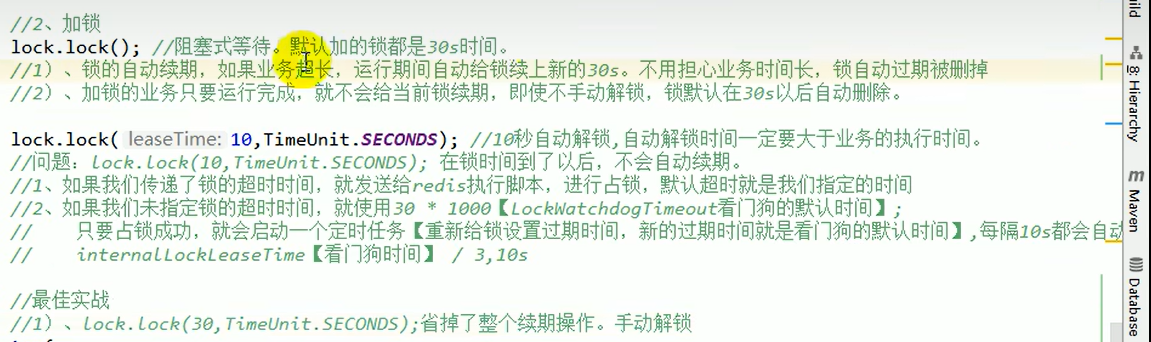 //2、加锁
lock.lock(); //阻塞式等待。默认加的锁都是30s时间。
//1）、锁的自动续期，如果业务超长，运行期间自动给锁续上新的30s。不用担心业务时间长，锁自动过期被删掉
//2）、加锁的业务只要运行完成，就不会给当前锁续期，即使不手动解锁，锁默认在30s以后自动删除。
lock.lock( leaseTime: 10,TimeUnit.SECONDS); //10秒自动解锁,自动解锁时间一定要大于业务的执行时间。
//问题：lock.lock(10,TimeUnit.SECONDS); 在锁时间到了以后，不会自动续期。
//1、如果我们传递了锁的超时时间，就发送给redis执行脚本，进行占锁，默认超时就是我们指定的时间
//2、如果我们未指定锁的超时时间，就使用30 * 1000【LockWatchdogTimeout看门狗的默认时间】;
// 只要占锁成功，就会启动一个定时任务【重新给锁设置过期时间，新的过期时间就是看门狗的默认时间】,每隔10s都会自动
// internalLockLeaseTime【看门狗时间】 / 3,10s
//最佳实战
//1）、lock.lock(30,TimeUnit.SECONDS);省掉了整个续期操作。手动解锁
8: Hierarchy
m Maven
Database